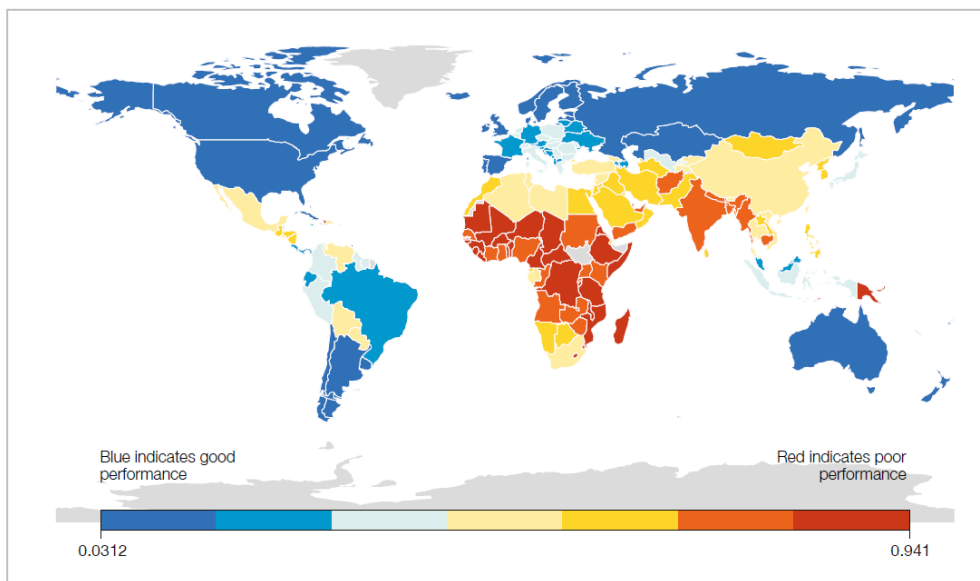 Blue indicates good
performance
Red indicates poor
performance
0.0312
0.941